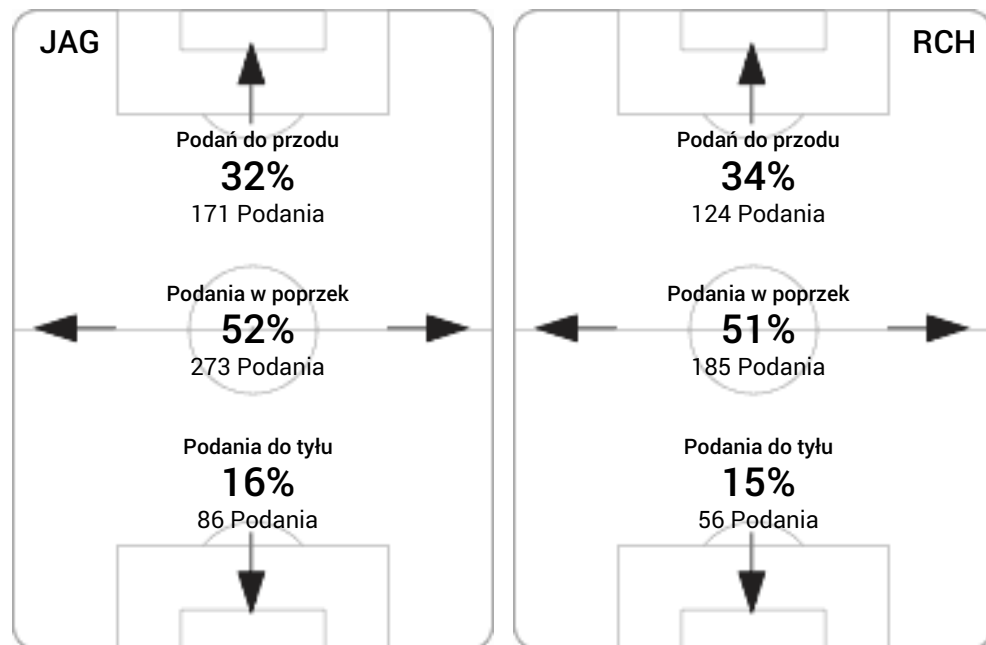 JAG
Podań do przodu
32%
171 Podania
Podania w poprzek
52%
273 Podania
Podania do tyłu
16%
86 Podania
RCH
Podań do przodu
34%
124 Podania
Podania w poprzek
51%
185 Podania
Podania do tyłu
15%
56 Podania